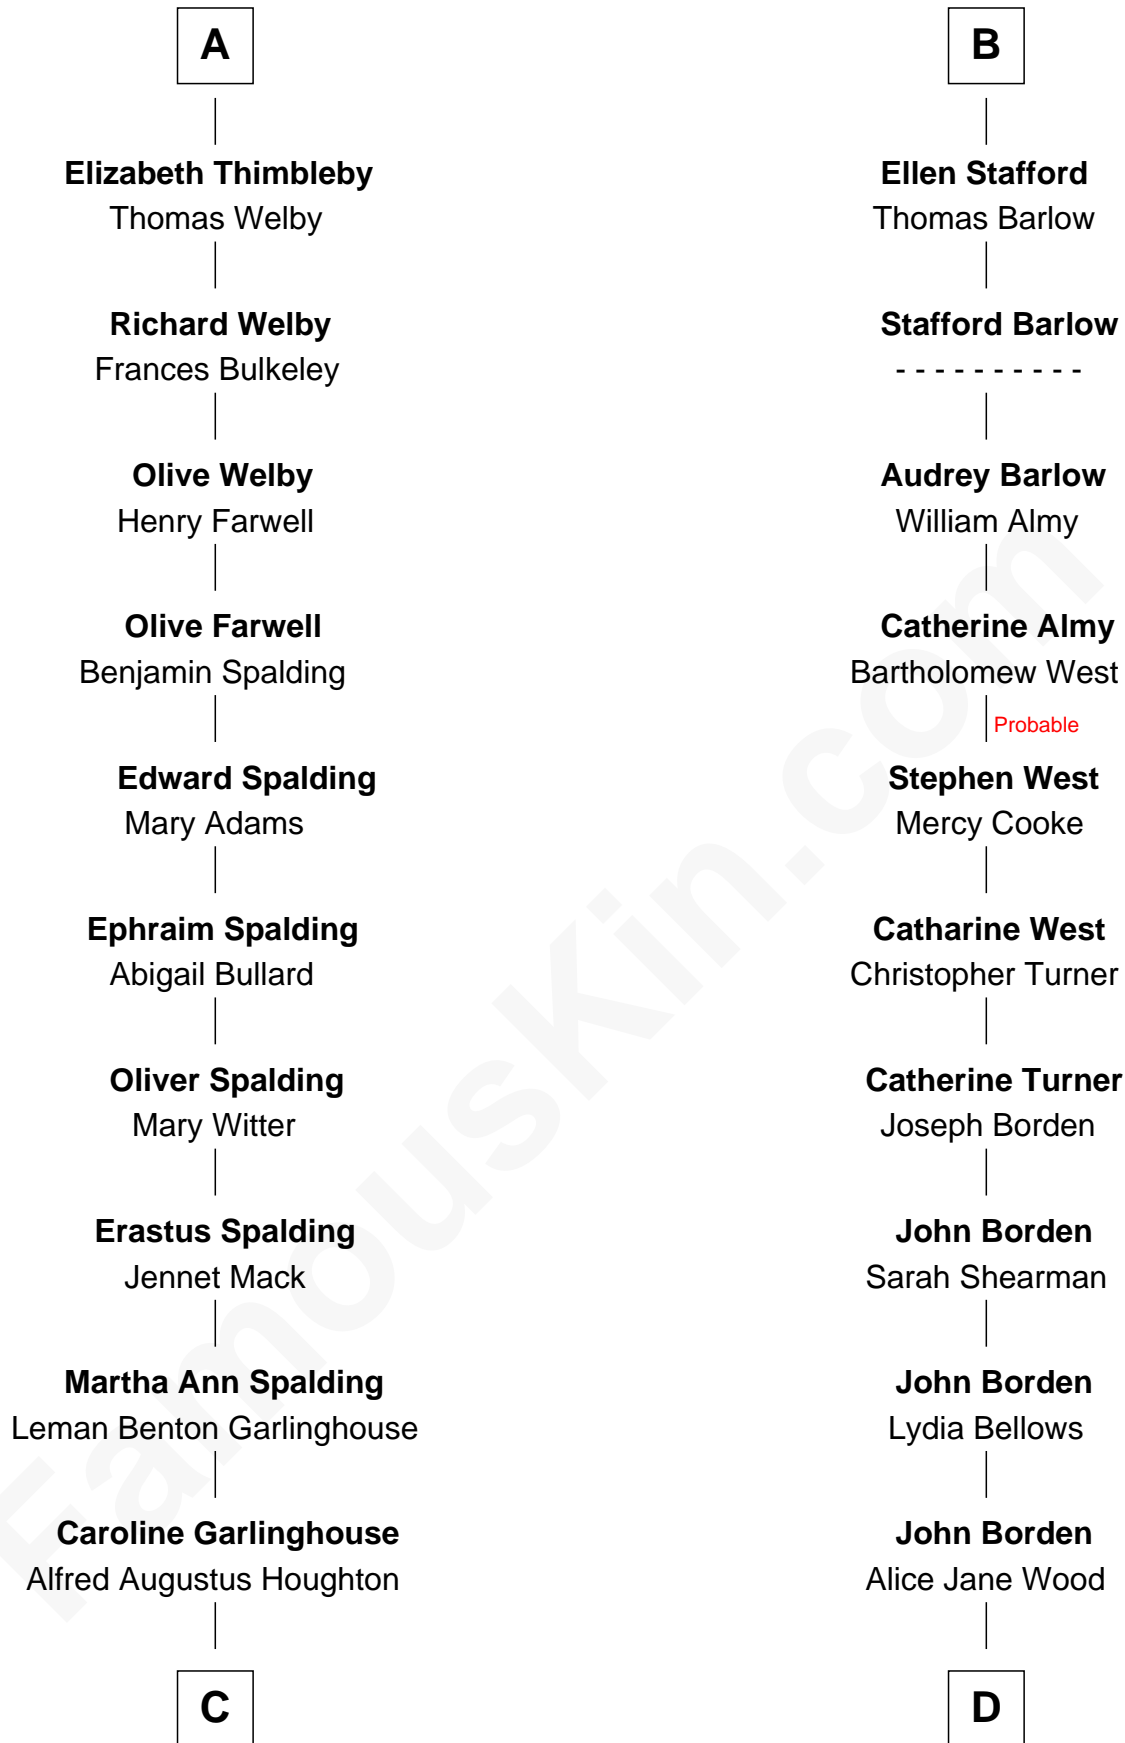 A
Elizabeth Thimbleby
Thomas Welby
Richard Welby
Frances Bulkeley
Olive Welby
Henry Farwell
Olive Farwell
Benjamin Spalding
Edward Spalding
Mary Adams
Ephraim Spalding
Abigail Bullard
Oliver Spalding
Mary Witter
Erastus Spalding
Jennet Mack
Martha Ann Spalding
Leman Benton Garlinghouse
Caroline Garlinghouse
Alfred Augustus Houghton
C
B
Ellen Stafford
Thomas Barlow
Stafford Barlow
- - - - - - - - - -
Audrey Barlow
William Almy
Catherine Almy
Bartholomew West
Probable
Stephen West
Mercy Cooke
Catharine West
Christopher Turner
Catherine Turner
Joseph Borden
John Borden
Sarah Shearman
John Borden
Lydia Bellows
John Borden
Alice Jane Wood
D
FamousKin.com